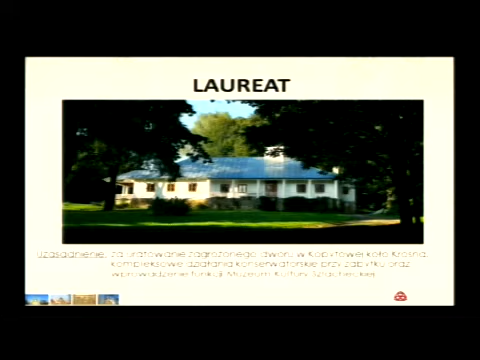 LAUREAT
Uzasadnienie: za uratowanie zagrożonego dworu w Kopytowej koło Krosna,
kompleksowe działania konserwatorskie przy zabytku oraz
wprowadzenie funkcji Muzeum Kultury Szlacheckiej